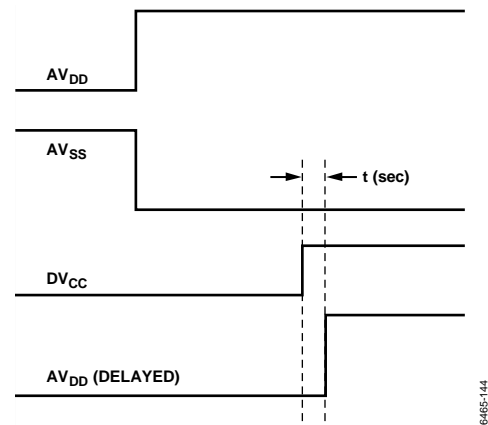 AVDD
AVSS
t (sec)
DVCC
AVDD (DELAYED)
6465-144